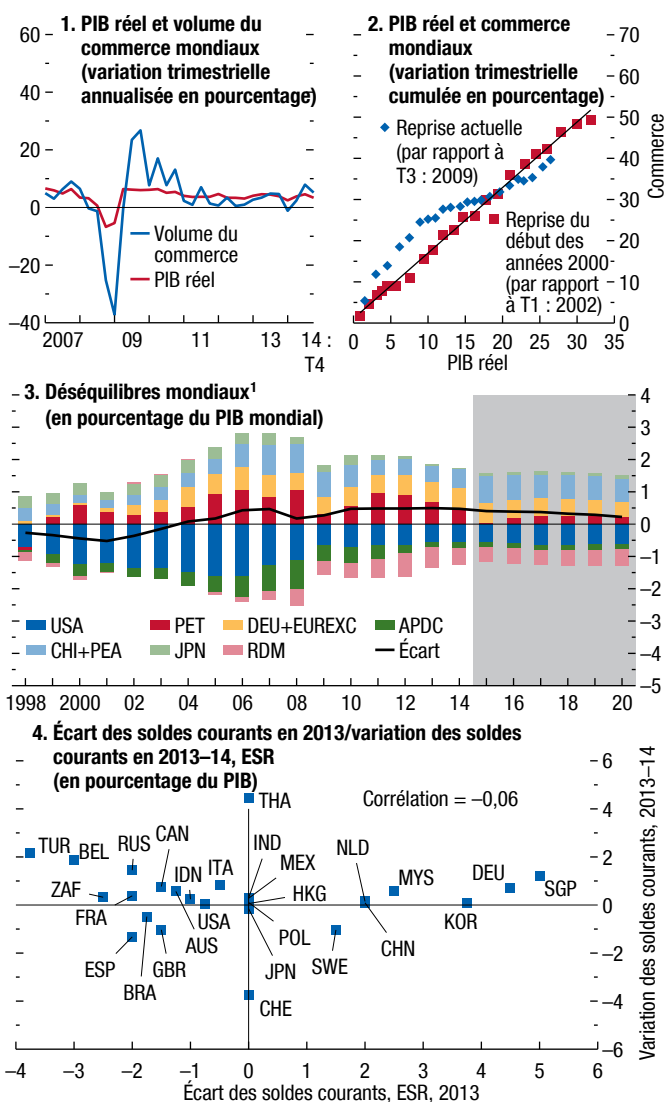 1. PIB réel et volume du
commerce mondiaux
(variation trimestrielle
annualisée en pourcentage)
60
40
20
0
−20
−40
Volume du
commerce
PIB réel
2007 09 11 13 14 :
T4
2. PIB réel et commerce
mondiaux
(variation trimestrielle
cumulée en pourcentage)
Reprise actuelle
(par rapport à
T3 : 2009)
Reprise du
début des
années 2000
(par rapport
à T1 : 2002)
70
60
50
40
30
20
10
0
Commerce
0 5 10 15 20 25 30 35
PIB réel
3. Déséquilibres mondiaux1
(en pourcentage du PIB mondial)
4
3
2
1
0
−1
−2
−3
−4
−5
USA PET DEU+EUREXC APDC
CHI+PEA JPN RDM Écart
1998 2000 02 04 06 08 10 12 14 16 18 20
4. Écart des soldes courants en 2013/variation des soldes
courants en 2013–14, ESR
(en pourcentage du PIB)
Corrélation = –0,06
THA
TUR BEL RUS CAN
IND
MEX
NLD
ZAF IDN ITA
HKG
MYS DEU SGP
FRA USA
AUS
POL
CHN
KOR
ESP GBR
BRA
JPN
SWE
CHE
6
4
2
0
−2
−4
−6
Variation des soldes courants, 2013–14
−4 −3 −2 −1 0 1 2 3 4 5 6
Écart des soldes courants, ESR, 2013